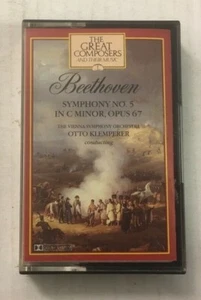 THE
GREAT
COMPOSERS
AND THEIR MUSIC
Beethoven
SYMPHONY NO. 5
IN C MINOR, OPUS 67
THE VIENNA SYMPHONY ORCHESTRA
OTTO KLEMPERER
conducting